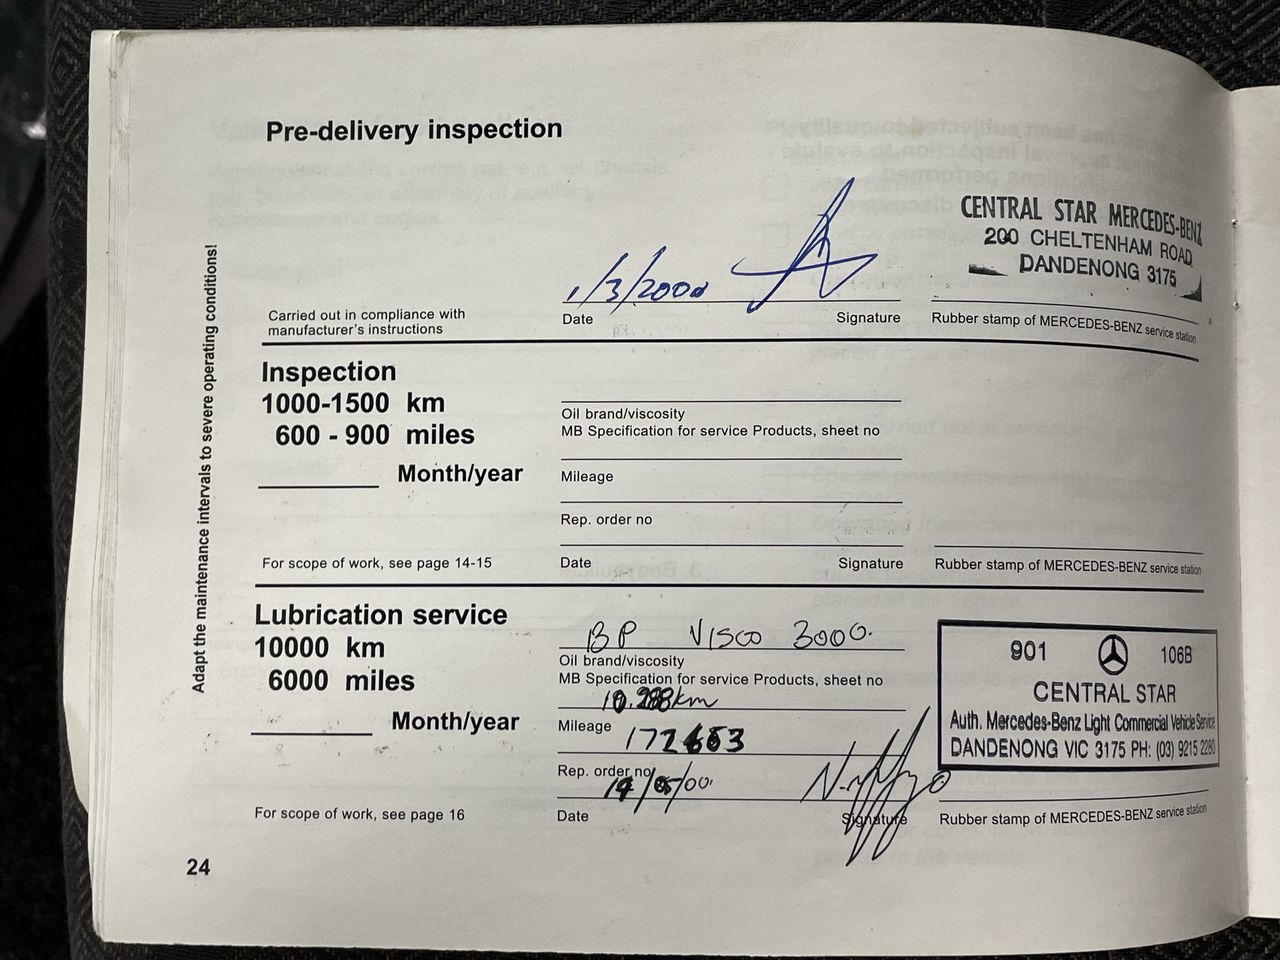 Pre-delivery inspection
CENTRAL STAR MERCEDES-BENZ
200 CHELTENHAM ROAD
DANDENONG 3175
1/3/2000
Carried out in compliance with
manufacturer's instructions
Date
Signature
Rubber stamp of MERCEDES-BENZ service station
Adapt the maintenance intervals to severe operating conditions!
Inspection
1000-1500 km
600 - 900 miles
Month/year
Oil brand/viscosity
MB Specification for service Products, sheet no
Mileage
Rep. order no
For scope of work, see page 14-15
Date
Signature
Rubber stamp of MERCEDES-BENZ service station
Lubrication service
10000 km
6000 miles
Month/year
BP VISCO 3000.
Oil brand/viscosity
MB Specification for service Products, sheet no
10.288km
Mileage
Rep. order no
For scope of work, see page 16
Date
Signature
901 106B
CENTRAL STAR
Auth. Mercedes-Benz Light Commercial Vehicle Service
DANDENONG VIC 3175 PH: (03) 9215 2280
Rubber stamp of MERCEDES-BENZ service station
24